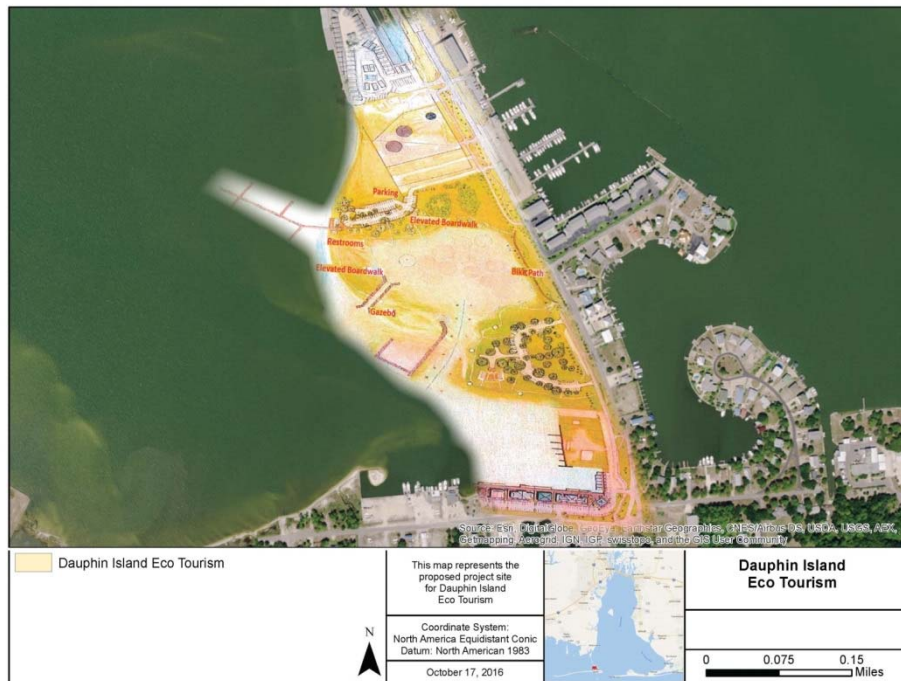 Parking
Elevated Boardwalk
Restrooms
Elevated Boardwalk
Bike Path
Gazebo
Source: Esri, DigitalGlobe, GeoEye, Earthstar Geographics, CNES/Airbus DS, USDA, USGS, AEX,
Getmapping, Aerogrid, IGN, IGP, swisstopo, and the GIS User Community
Dauphin Island Eco Tourism
N
This map represents the
proposed project site
for Dauphin Island
Eco Tourism
Coordinate System:
North America Equidistant Conic
Datum: North American 1983
October 17, 2016
Dauphin Island
Eco Tourism
0 0.075 0.15
Miles